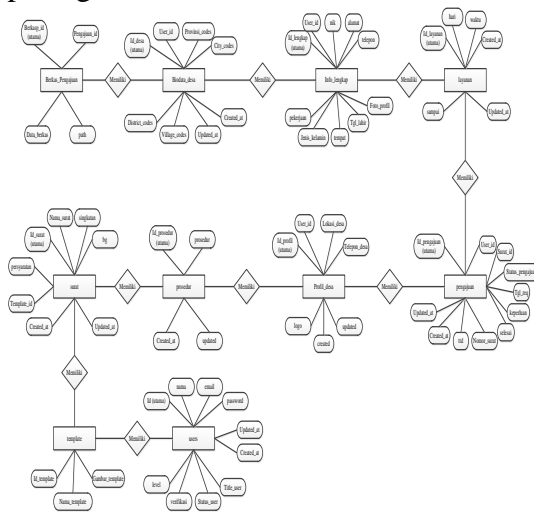 Berkasp_id
(utama)
Pengajuan_id
Berkas_Pengajuan
Data_berkas
path
Memiliki
Id_desa
(utama)
User_id
Provinsi_codes
City_codes
Biodata_desa
District_codes
Village_codes
Updated_at
Created_at
Memiliki
Id_lengkap
(utama)
User_id
nik
alamat
telepon
Info_lengkap
pekerjaan
Jenis_kelamin
tempat
Tgl_lahir
Foto_profil
Memiliki
Id_layanan
(utama)
hari
waktu
Created_at
layanan
sampai
Updated_at
Memiliki
Id_surat
(utama)
Nama_surat
singkatan
bg
persyaratan
surat
Template_id
Created_at
Updated_at
Memiliki
Id_prosedur
(utama)
prosedur
prosedur
Created_at
updated
Memiliki
Id_profil
(utama)
User_id
Lokasi_desa
Telepon_desa
Profil_desa
logo
created
updated
Memiliki
Id_pengajuan
(utama)
User_id
Surat_id
Status_pengajuan
Tgl_req
pengajuan
keperluan
selesai
Updated_at
Created_at
ttd
Nomor_surat
Memiliki
template
Id_template
Nama_template
Gambar_template
Memiliki
Id (utama)
nama
email
password
users
Updated_at
Created_at
level
verifikasi
Status_user
Title_user